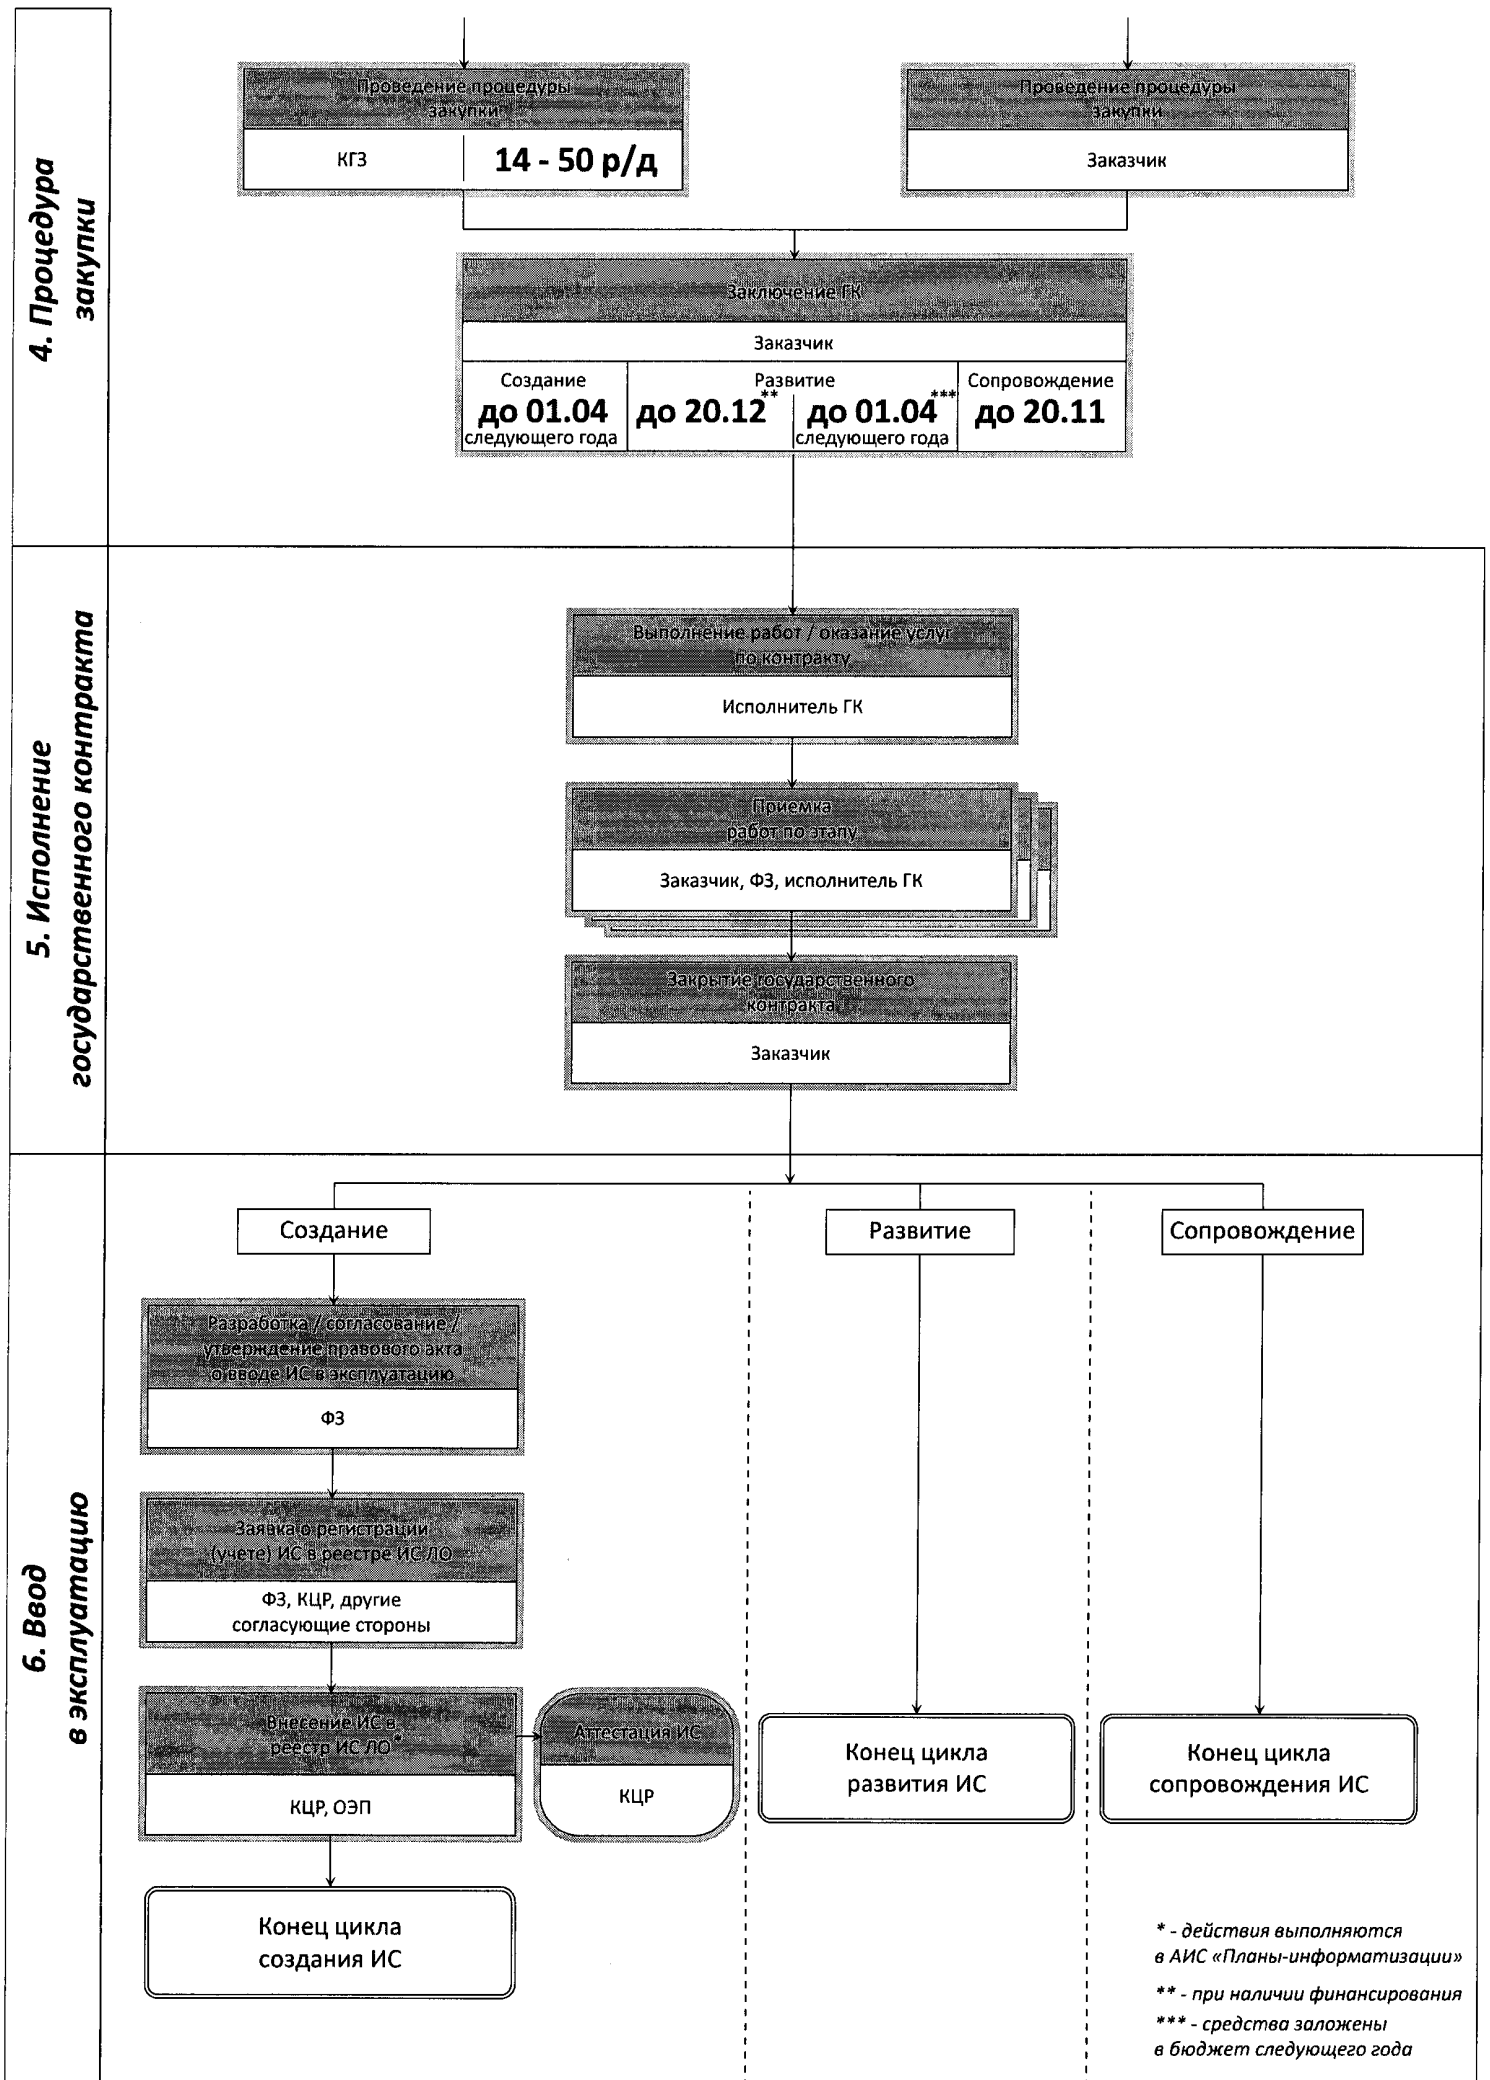 4. Процедура
закупки
Проведение процедуры
закупки
КГЗ
14 - 50 р/д
Проведение процедуры
закупки
Заказчик
Заключение ГК
Заказчик
Создание
до 01.04
следующего года
Развитие
до 20.12**
до 01.04***
следующего года
Сопровождение
до 20.11
5. Исполнение
государственного контракта
Выполнение работ / оказание услуг
по контракту
Исполнитель ГК
Приемка
работ по этапу
Заказчик, ФЗ, исполнитель ГК
Закрытие государственного
контракта
Заказчик
6. Ввод
в эксплуатацию
Создание
Развитие
Сопровождение
Разработка / согласование /
утверждение правового акта
о вводе ИС в эксплуатацию
ФЗ
Заявка о регистрации
(учете) ИС в реестре ИС ЛО
ФЗ, КЦР, другие
согласующие стороны
Внесение ИС в
реестр ИС ЛО*
КЦР, ОЭП
Аттестация ИС
КЦР
Конец цикла
развития ИС
Конец цикла
сопровождения ИС
Конец цикла
создания ИС
* - действия выполняются
в АИС «Планы-информатизации»
** - при наличии финансирования
*** - средства заложены
в бюджет следующего года